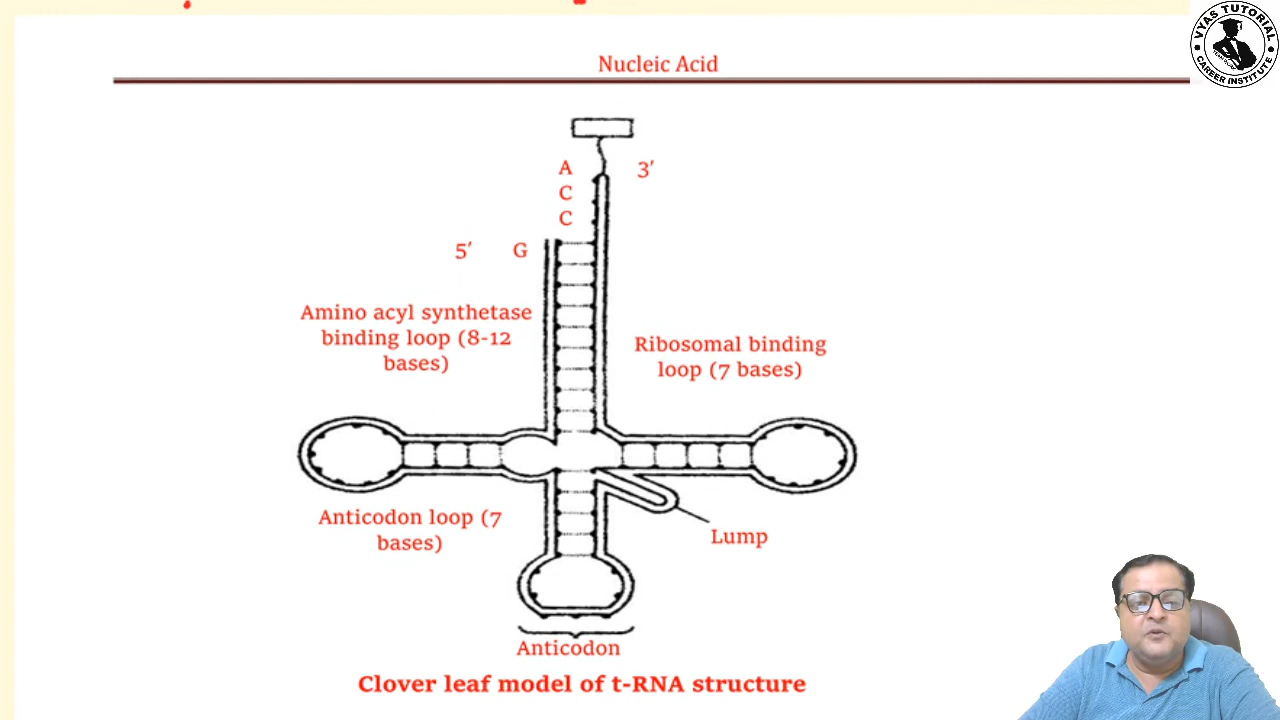 VYAS TUTORIAL
CAREER INSTITUTE
Nucleic Acid
A
3′
C
C
5′ G
Amino acyl synthetase
binding loop (8-12
bases)
Ribosomal binding
loop (7 bases)
Anticodon loop (7
bases)
Lump
Anticodon
Clover leaf model of t-RNA structure